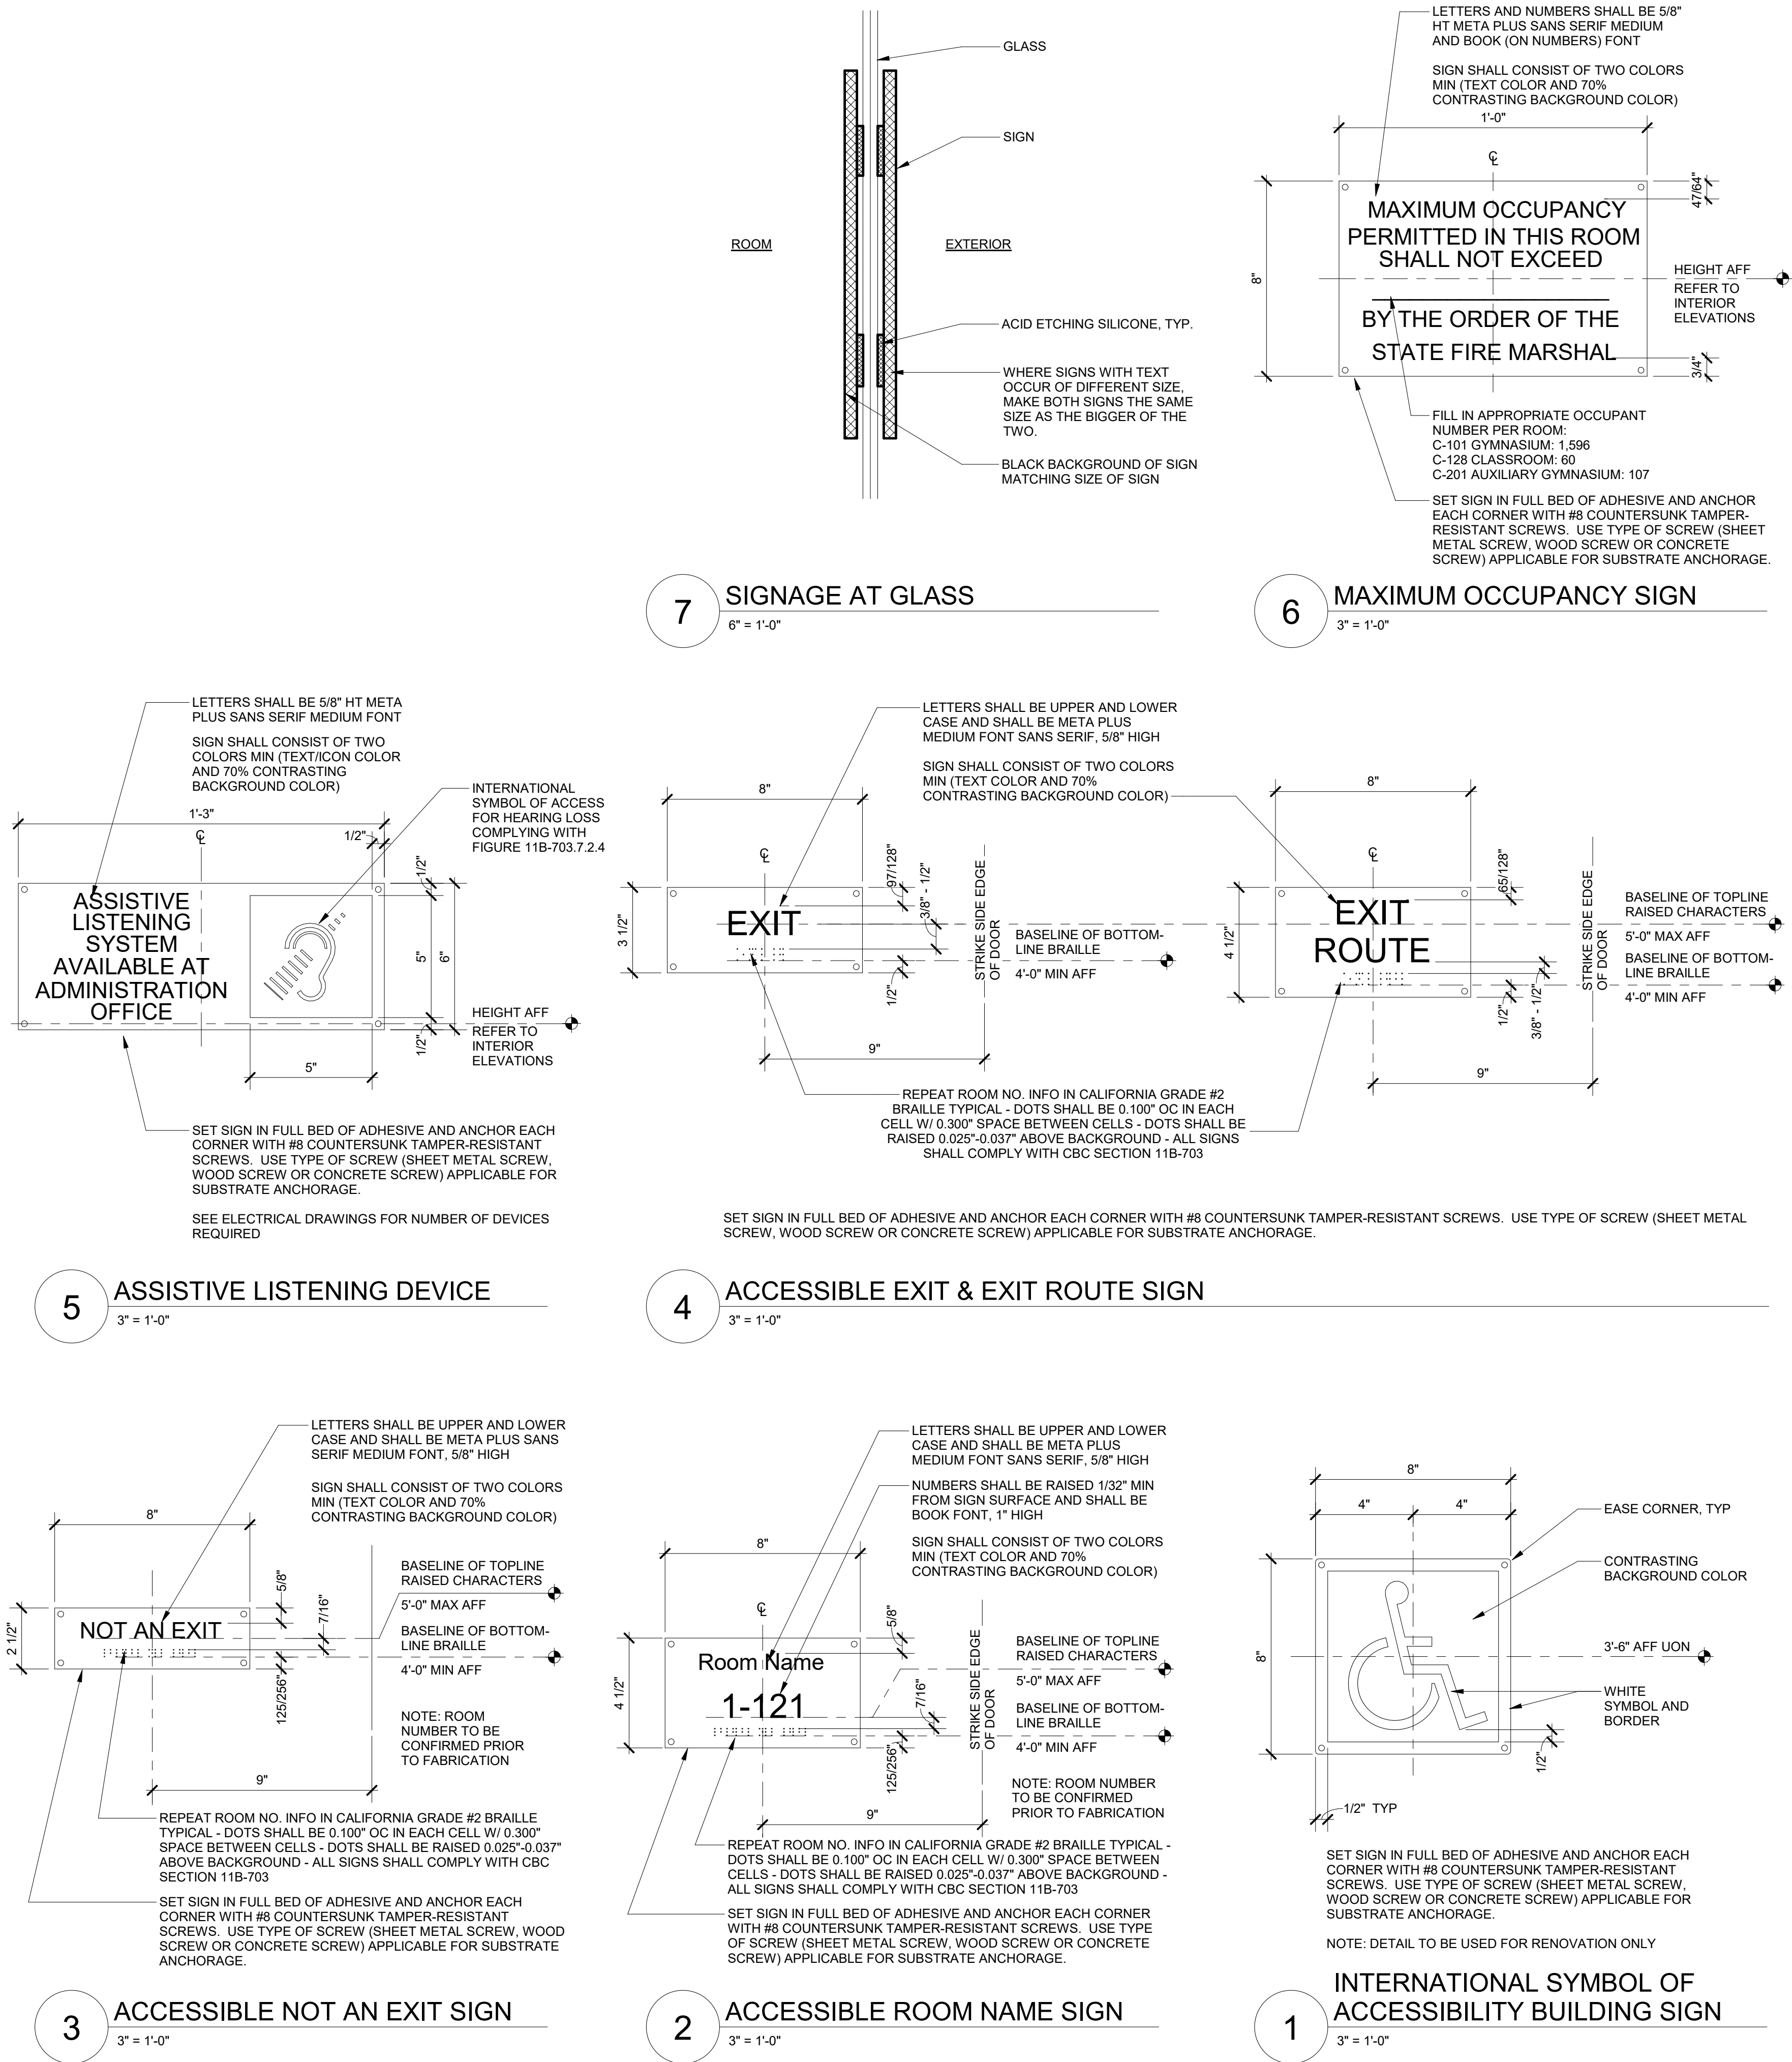 GLASS
SIGN
ROOM
EXTERIOR
ACID ETCHING SILICONE, TYP.
WHERE SIGNS WITH TEXT
OCCUR OF DIFFERENT SIZE,
MAKE BOTH SIGNS THE SAME
SIZE AS THE BIGGER OF THE
TWO.
BLACK BACKGROUND OF SIGN
MATCHING SIZE OF SIGN
7
SIGNAGE AT GLASS
6" = 1'-0"
LETTERS AND NUMBERS SHALL BE 5/8"
HT META PLUS SANS SERIF MEDIUM
AND BOOK (ON NUMBERS) FONT
SIGN SHALL CONSIST OF TWO COLORS
MIN (TEXT COLOR AND 70%
CONTRASTING BACKGROUND COLOR)
1'-0"
℄
47/64"
MAXIMUM OCCUPANCY
PERMITTED IN THIS ROOM
SHALL NOT EXCEED
BY THE ORDER OF THE
STATE FIRE MARSHAL
8"
3/4"
HEIGHT AFF
REFER TO
INTERIOR
ELEVATIONS
FILL IN APPROPRIATE OCCUPANT
NUMBER PER ROOM:
C-101 GYMNASIUM: 1,596
C-128 CLASSROOM: 60
C-201 AUXILIARY GYMNASIUM: 107
SET SIGN IN FULL BED OF ADHESIVE AND ANCHOR
EACH CORNER WITH #8 COUNTERSUNK TAMPER-
RESISTANT SCREWS.  USE TYPE OF SCREW (SHEET
METAL SCREW, WOOD SCREW OR CONCRETE
SCREW) APPLICABLE FOR SUBSTRATE ANCHORAGE.
6
MAXIMUM OCCUPANCY SIGN
3" = 1'-0"
LETTERS SHALL BE 5/8" HT META
PLUS SANS SERIF MEDIUM FONT
SIGN SHALL CONSIST OF TWO
COLORS MIN (TEXT/ICON COLOR
AND 70% CONTRASTING
BACKGROUND COLOR)
INTERNATIONAL
SYMBOL OF ACCESS
FOR HEARING LOSS
COMPLYING WITH
FIGURE 11B-703.7.2.4
1'-3"
℄
1/2"
1/2"
ASSISTIVE
LISTENING
SYSTEM
AVAILABLE AT
ADMINISTRATION
OFFICE
5"
6"
1/2"
5"
HEIGHT AFF
REFER TO
INTERIOR
ELEVATIONS
SET SIGN IN FULL BED OF ADHESIVE AND ANCHOR EACH
CORNER WITH #8 COUNTERSUNK TAMPER-RESISTANT
SCREWS.  USE TYPE OF SCREW (SHEET METAL SCREW,
WOOD SCREW OR CONCRETE SCREW) APPLICABLE FOR
SUBSTRATE ANCHORAGE.
SEE ELECTRICAL DRAWINGS FOR NUMBER OF DEVICES
REQUIRED
5
ASSISTIVE LISTENING DEVICE
3" = 1'-0"
LETTERS SHALL BE UPPER AND LOWER
CASE AND SHALL BE META PLUS
MEDIUM FONT SANS SERIF, 5/8" HIGH
SIGN SHALL CONSIST OF TWO COLORS
MIN (TEXT COLOR AND 70%
CONTRASTING BACKGROUND COLOR)
8"
℄
97/128"
3/8" - 1/2"
3 1/2"
EXIT
1/2"
STRIKE SIDE EDGE
OF DOOR
BASELINE OF BOTTOM-
LINE BRAILLE
4'-0" MIN AFF
9"
8"
℄
65/128"
4 1/2"
EXIT
ROUTE
1/2"
3/8" - 1/2"
STRIKE SIDE EDGE
OF DOOR
BASELINE OF TOPLINE
RAISED CHARACTERS
5'-0" MAX AFF
BASELINE OF BOTTOM-
LINE BRAILLE
4'-0" MIN AFF
9"
REPEAT ROOM NO. INFO IN CALIFORNIA GRADE #2
BRAILLE TYPICAL - DOTS SHALL BE 0.100" OC IN EACH
CELL W/ 0.300" SPACE BETWEEN CELLS - DOTS SHALL BE
RAISED 0.025"-0.037" ABOVE BACKGROUND - ALL SIGNS
SHALL COMPLY WITH CBC SECTION 11B-703
SET SIGN IN FULL BED OF ADHESIVE AND ANCHOR EACH CORNER WITH #8 COUNTERSUNK TAMPER-RESISTANT SCREWS.  USE TYPE OF SCREW (SHEET METAL
SCREW, WOOD SCREW OR CONCRETE SCREW) APPLICABLE FOR SUBSTRATE ANCHORAGE.
4
ACCESSIBLE EXIT & EXIT ROUTE SIGN
3" = 1'-0"
LETTERS SHALL BE UPPER AND LOWER
CASE AND SHALL BE META PLUS SANS
SERIF MEDIUM FONT, 5/8" HIGH
SIGN SHALL CONSIST OF TWO COLORS
MIN (TEXT COLOR AND 70%
CONTRASTING BACKGROUND COLOR)
8"
5/8"
7/16"
2 1/2"
NOT AN EXIT
125/256"
BASELINE OF TOPLINE
RAISED CHARACTERS
5'-0" MAX AFF
BASELINE OF BOTTOM-
LINE BRAILLE
4'-0" MIN AFF
NOTE: ROOM
NUMBER TO BE
CONFIRMED PRIOR
TO FABRICATION
9"
REPEAT ROOM NO. INFO IN CALIFORNIA GRADE #2 BRAILLE
TYPICAL - DOTS SHALL BE 0.100" OC IN EACH CELL W/ 0.300"
SPACE BETWEEN CELLS - DOTS SHALL BE RAISED 0.025"-0.037"
ABOVE BACKGROUND - ALL SIGNS SHALL COMPLY WITH CBC
SECTION 11B-703
SET SIGN IN FULL BED OF ADHESIVE AND ANCHOR EACH
CORNER WITH #8 COUNTERSUNK TAMPER-RESISTANT
SCREWS.  USE TYPE OF SCREW (SHEET METAL SCREW, WOOD
SCREW OR CONCRETE SCREW) APPLICABLE FOR SUBSTRATE
ANCHORAGE.
3
ACCESSIBLE NOT AN EXIT SIGN
3" = 1'-0"
LETTERS SHALL BE UPPER AND LOWER
CASE AND SHALL BE META PLUS
MEDIUM FONT SANS SERIF, 5/8" HIGH
NUMBERS SHALL BE RAISED 1/32" MIN
FROM SIGN SURFACE AND SHALL BE
BOOK FONT, 1" HIGH
SIGN SHALL CONSIST OF TWO COLORS
MIN (TEXT COLOR AND 70%
CONTRASTING BACKGROUND COLOR)
8"
℄
5/8"
4 1/2"
Room Name
1-121
7/16"
125/256"
STRIKE SIDE EDGE
OF DOOR
BASELINE OF TOPLINE
RAISED CHARACTERS
5'-0" MAX AFF
BASELINE OF BOTTOM-
LINE BRAILLE
4'-0" MIN AFF
NOTE: ROOM NUMBER
TO BE CONFIRMED
PRIOR TO FABRICATION
9"
REPEAT ROOM NO. INFO IN CALIFORNIA GRADE #2 BRAILLE TYPICAL -
DOTS SHALL BE 0.100" OC IN EACH CELL W/ 0.300" SPACE BETWEEN
CELLS - DOTS SHALL BE RAISED 0.025"-0.037" ABOVE BACKGROUND -
ALL SIGNS SHALL COMPLY WITH CBC SECTION 11B-703
SET SIGN IN FULL BED OF ADHESIVE AND ANCHOR EACH CORNER
WITH #8 COUNTERSUNK TAMPER-RESISTANT SCREWS.  USE TYPE
OF SCREW (SHEET METAL SCREW, WOOD SCREW OR CONCRETE
SCREW) APPLICABLE FOR SUBSTRATE ANCHORAGE.
2
ACCESSIBLE ROOM NAME SIGN
3" = 1'-0"
8"
4"
4"
EASE CORNER, TYP
CONTRASTING
BACKGROUND COLOR
8"
3'-6" AFF UON
WHITE
SYMBOL AND
BORDER
1/2"
1/2" TYP
SET SIGN IN FULL BED OF ADHESIVE AND ANCHOR EACH
CORNER WITH #8 COUNTERSUNK TAMPER-RESISTANT
SCREWS.  USE TYPE OF SCREW (SHEET METAL SCREW,
WOOD SCREW OR CONCRETE SCREW) APPLICABLE FOR
SUBSTRATE ANCHORAGE.
NOTE: DETAIL TO BE USED FOR RENOVATION ONLY
1
INTERNATIONAL SYMBOL OF
ACCESSIBILITY BUILDING SIGN
3" = 1'-0"